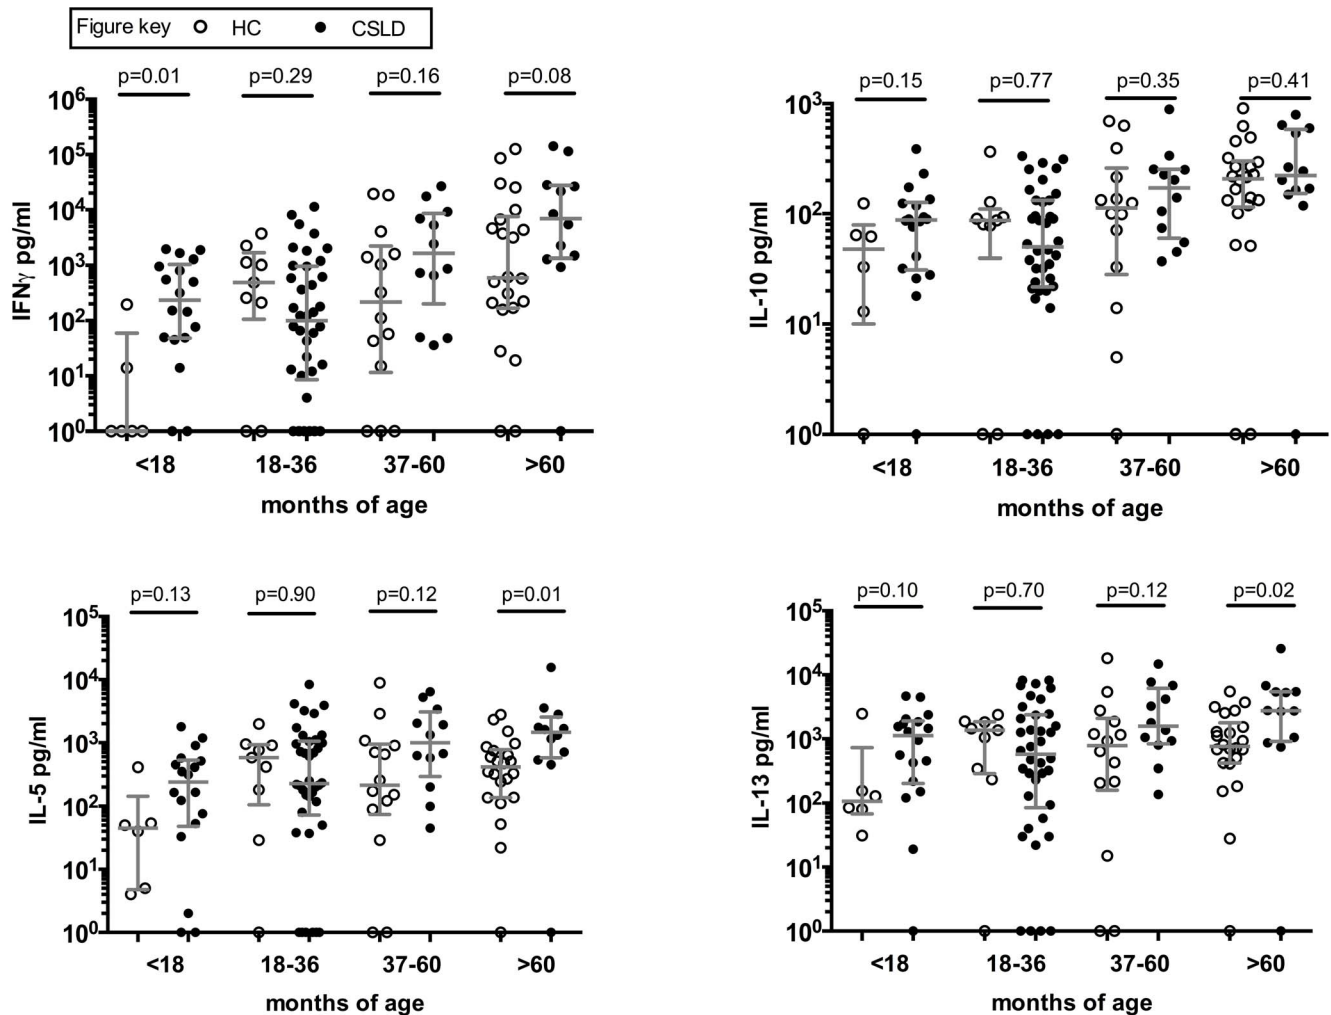 Figure key HC CSLD
p=0.01 p=0.29 p=0.16 p=0.08
IFNγ pg/ml
10⁶
10⁵
10⁴
10³
10²
10¹
10⁰
<18 18-36 37-60 >60
months of age
p=0.15 p=0.77 p=0.35 p=0.41
IL-10 pg/ml
10³
10²
10¹
10⁰
<18 18-36 37-60 >60
months of age
p=0.13 p=0.90 p=0.12 p=0.01
IL-5 pg/ml
10⁵
10⁴
10³
10²
10¹
10⁰
<18 18-36 37-60 >60
months of age
p=0.10 p=0.70 p=0.12 p=0.02
IL-13 pg/ml
10⁵
10⁴
10³
10²
10¹
10⁰
<18 18-36 37-60 >60
months of age